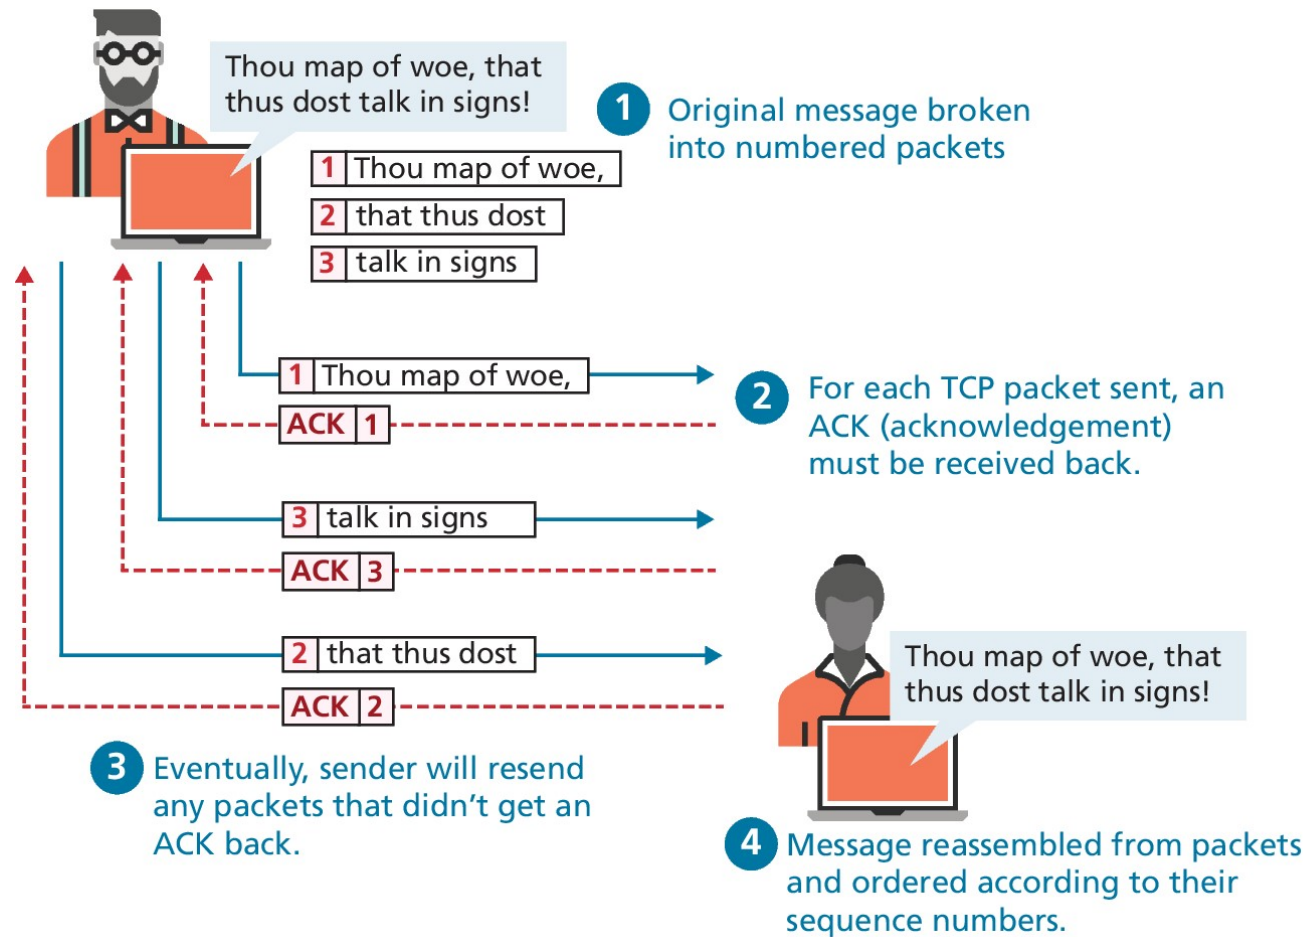 Thou map of woe, that
thus dost talk in signs!
1 Original message broken
into numbered packets
1 Thou map of woe,
2 that thus dost
3 talk in signs
1 Thou map of woe,
ACK 1
2 For each TCP packet sent, an
ACK (acknowledgement)
must be received back.
3 talk in signs
ACK 3
2 that thus dost
ACK 2
Thou map of woe, that
thus dost talk in signs!
3 Eventually, sender will resend
any packets that didn’t get an
ACK back.
4 Message reassembled from packets
and ordered according to their
sequence numbers.